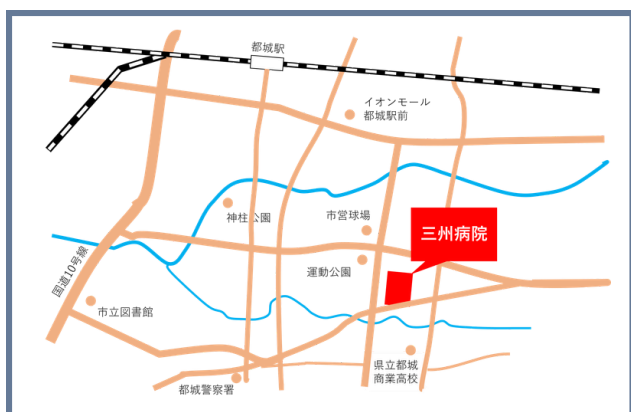 都城駅
イオンモール
都城駅前
神柱公園
市営球場
三州病院
運動公園
国道10号線
市立図書館
県立都城
商業高校
都城警察署